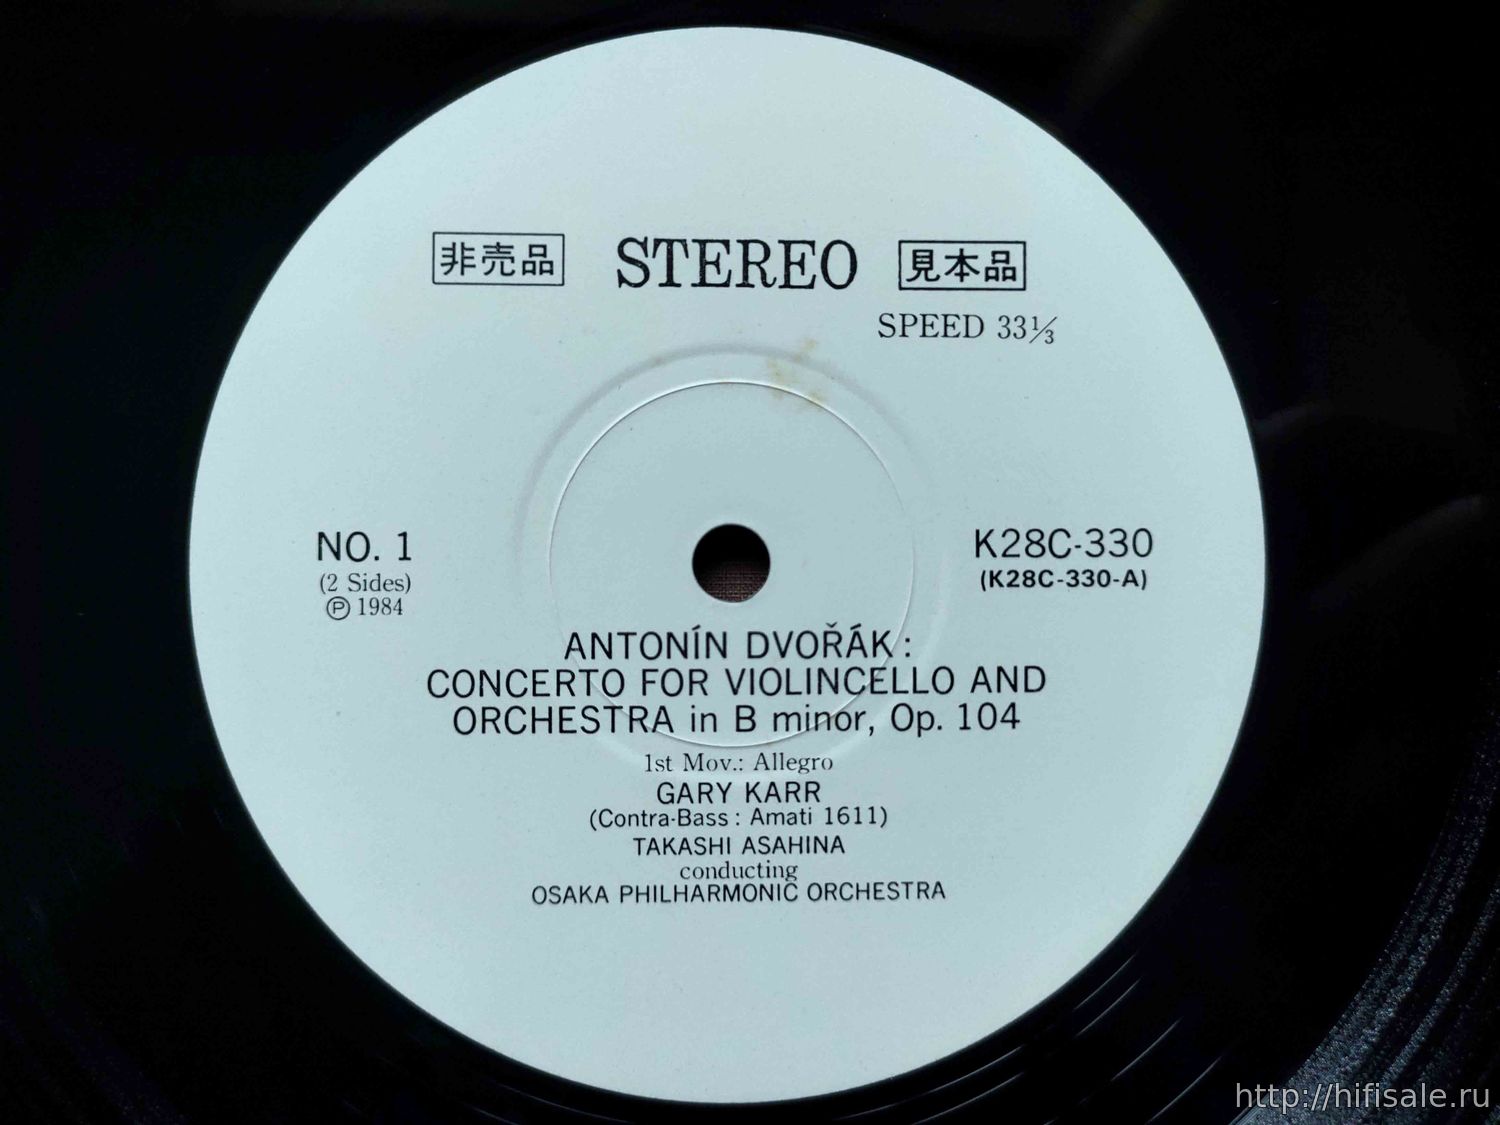 非売品 STEREO 見本品
SPEED 33⅓
NO. 1
(2 Sides)
Ⓟ 1984
K28C-330
(K28C-330-A)
ANTONÍN DVOŘÁK :
CONCERTO FOR VIOLINCELLO AND
ORCHESTRA in B minor, Op. 104
1st Mov.: Allegro
GARY KARR
(Contra-Bass : Amati 1611)
TAKASHI ASAHINA
conducting
OSAKA PHILHARMONIC ORCHESTRA
http://hifisale.ru